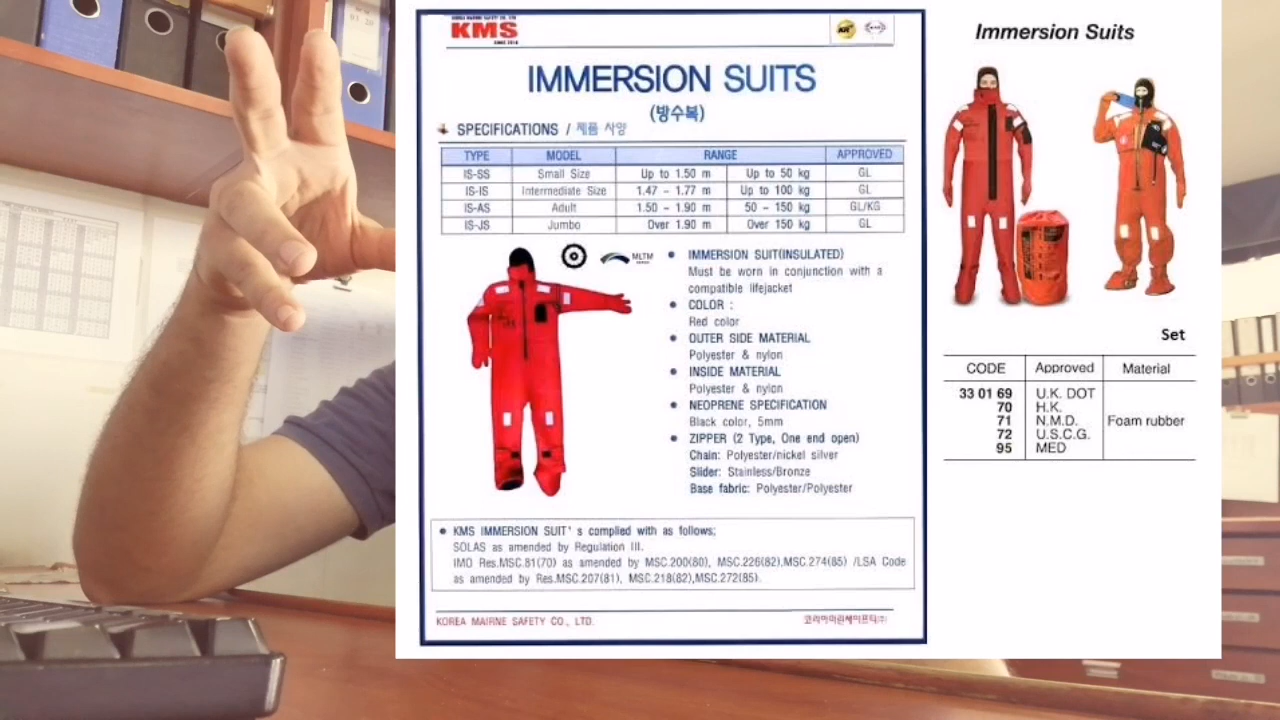 KOREA MAIRNE SAFETY CO., LTD
KMS
SINCE 2014
IMMERSION SUITS
(방수복)
SPECIFICATIONS / 제품 사양
TYPE MODEL RANGE APPROVED
IS-SS Small Size Up to 1.50 m Up to 50 kg GL
IS-IS Intermediate Size 1.47 - 1.77 m Up to 100 kg GL
IS-AS Adult 1.50 - 1.90 m 50 - 150 kg GL/KG
IS-JS Jumbo Over 1.90 m Over 150 kg GL
MLTM
IMMERSION SUIT(INSULATED)
Must be worn in conjunction with a
compatible lifejacket
COLOR :
Red color
OUTER SIDE MATERIAL
Polyester & nylon
INSIDE MATERIAL
Polyester & nylon
NEOPRENE SPECIFICATION
Black color, 5mm
ZIPPER (2 Type, One end open)
Chain: Polyester/nickel silver
Slider: Stainless/Bronze
Base fabric: Polyester/Polyester
KMS IMMERSION SUIT' s complied with as follows;
SOLAS as amended by Regulation III.
IMO Res.MSC.81(70) as amended by MSC.200(80), MSC.226(82),MSC.274(85) /LSA Code
as amended by Res.MSC.207(81), MSC.218(82),MSC.272(85).
KOREA MAIRNE SAFETY CO., LTD.
코리아마린쎄이프티(주)
Immersion Suits
Set
CODE Approved Material
33 01 69 U.K. DOT
70 H.K.
71 N.M.D. Foam rubber
72 U.S.C.G.
95 MED